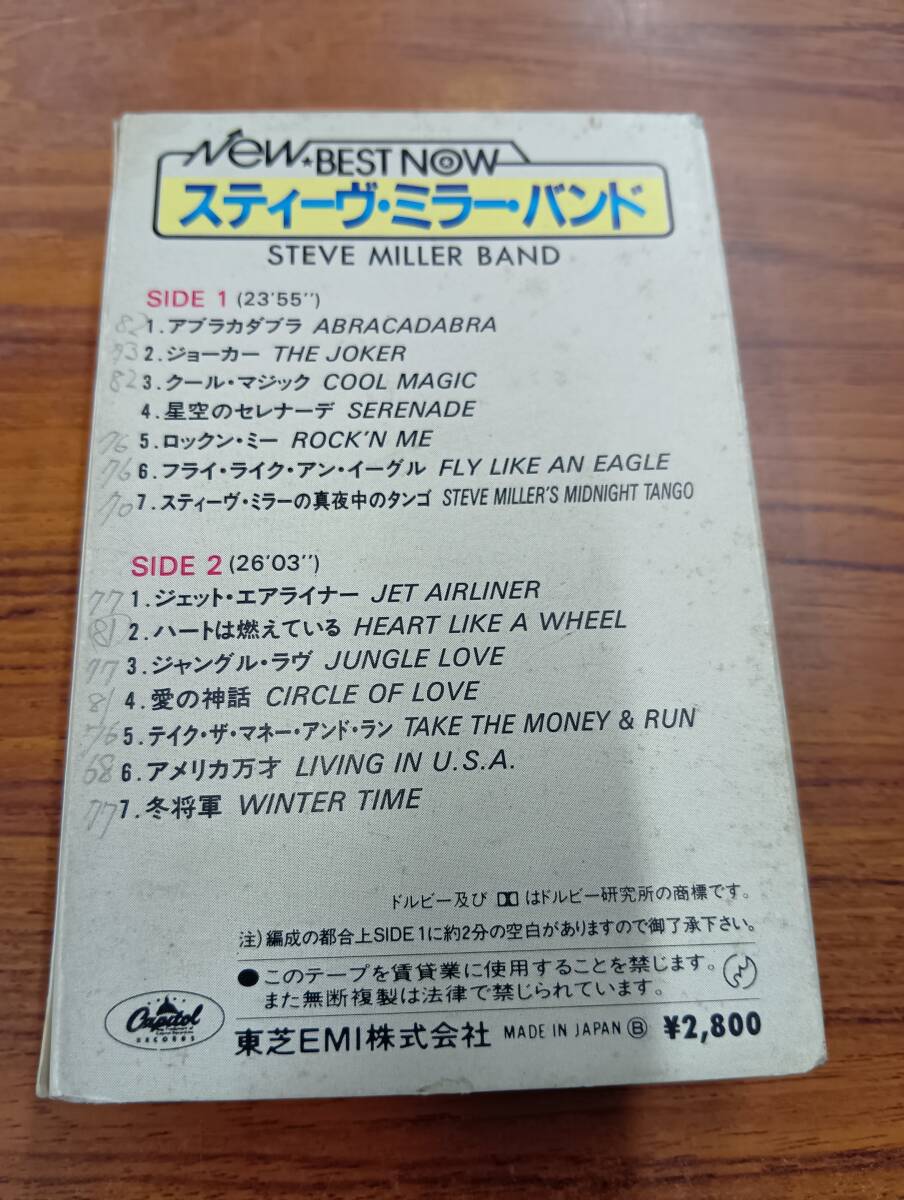 New★BEST NOW
スティーヴ・ミラー・バンド
STEVE MILLER BAND
SIDE 1 (23'55'')
82 1.アブラカダブラ ABRACADABRA
73 2.ジョーカー THE JOKER
82 3.クール・マジック COOL MAGIC
4.星空のセレナーデ SERENADE
76 5.ロックン・ミー ROCK'N ME
76 6.フライ・ライク・アン・イーグル FLY LIKE AN EAGLE
70 7.スティーヴ・ミラーの真夜中のタンゴ STEVE MILLER'S MIDNIGHT TANGO
SIDE 2 (26'03'')
77 1.ジェット・エアライナー JET AIRLINER
81 2.ハートは燃えている HEART LIKE A WHEEL
77 3.ジャングル・ラヴ JUNGLE LOVE
81 4.愛の神話 CIRCLE OF LOVE
76 5.テイク・ザ・マネー・アンド・ラン TAKE THE MONEY & RUN
68 6.アメリカ万才 LIVING IN U.S.A.
77 7.冬将軍 WINTER TIME
ドルビー及び はドルビー研究所の商標です。
注)編成の都合上SIDE1に約2分の空白がありますので御了承下さい。
●このテープを賃貸業に使用することを禁じます。
また無断複製は法律で禁じられています。
Capitol
RECORDS
東芝EMI株式会社 MADE IN JAPAN Ⓑ ¥2,800